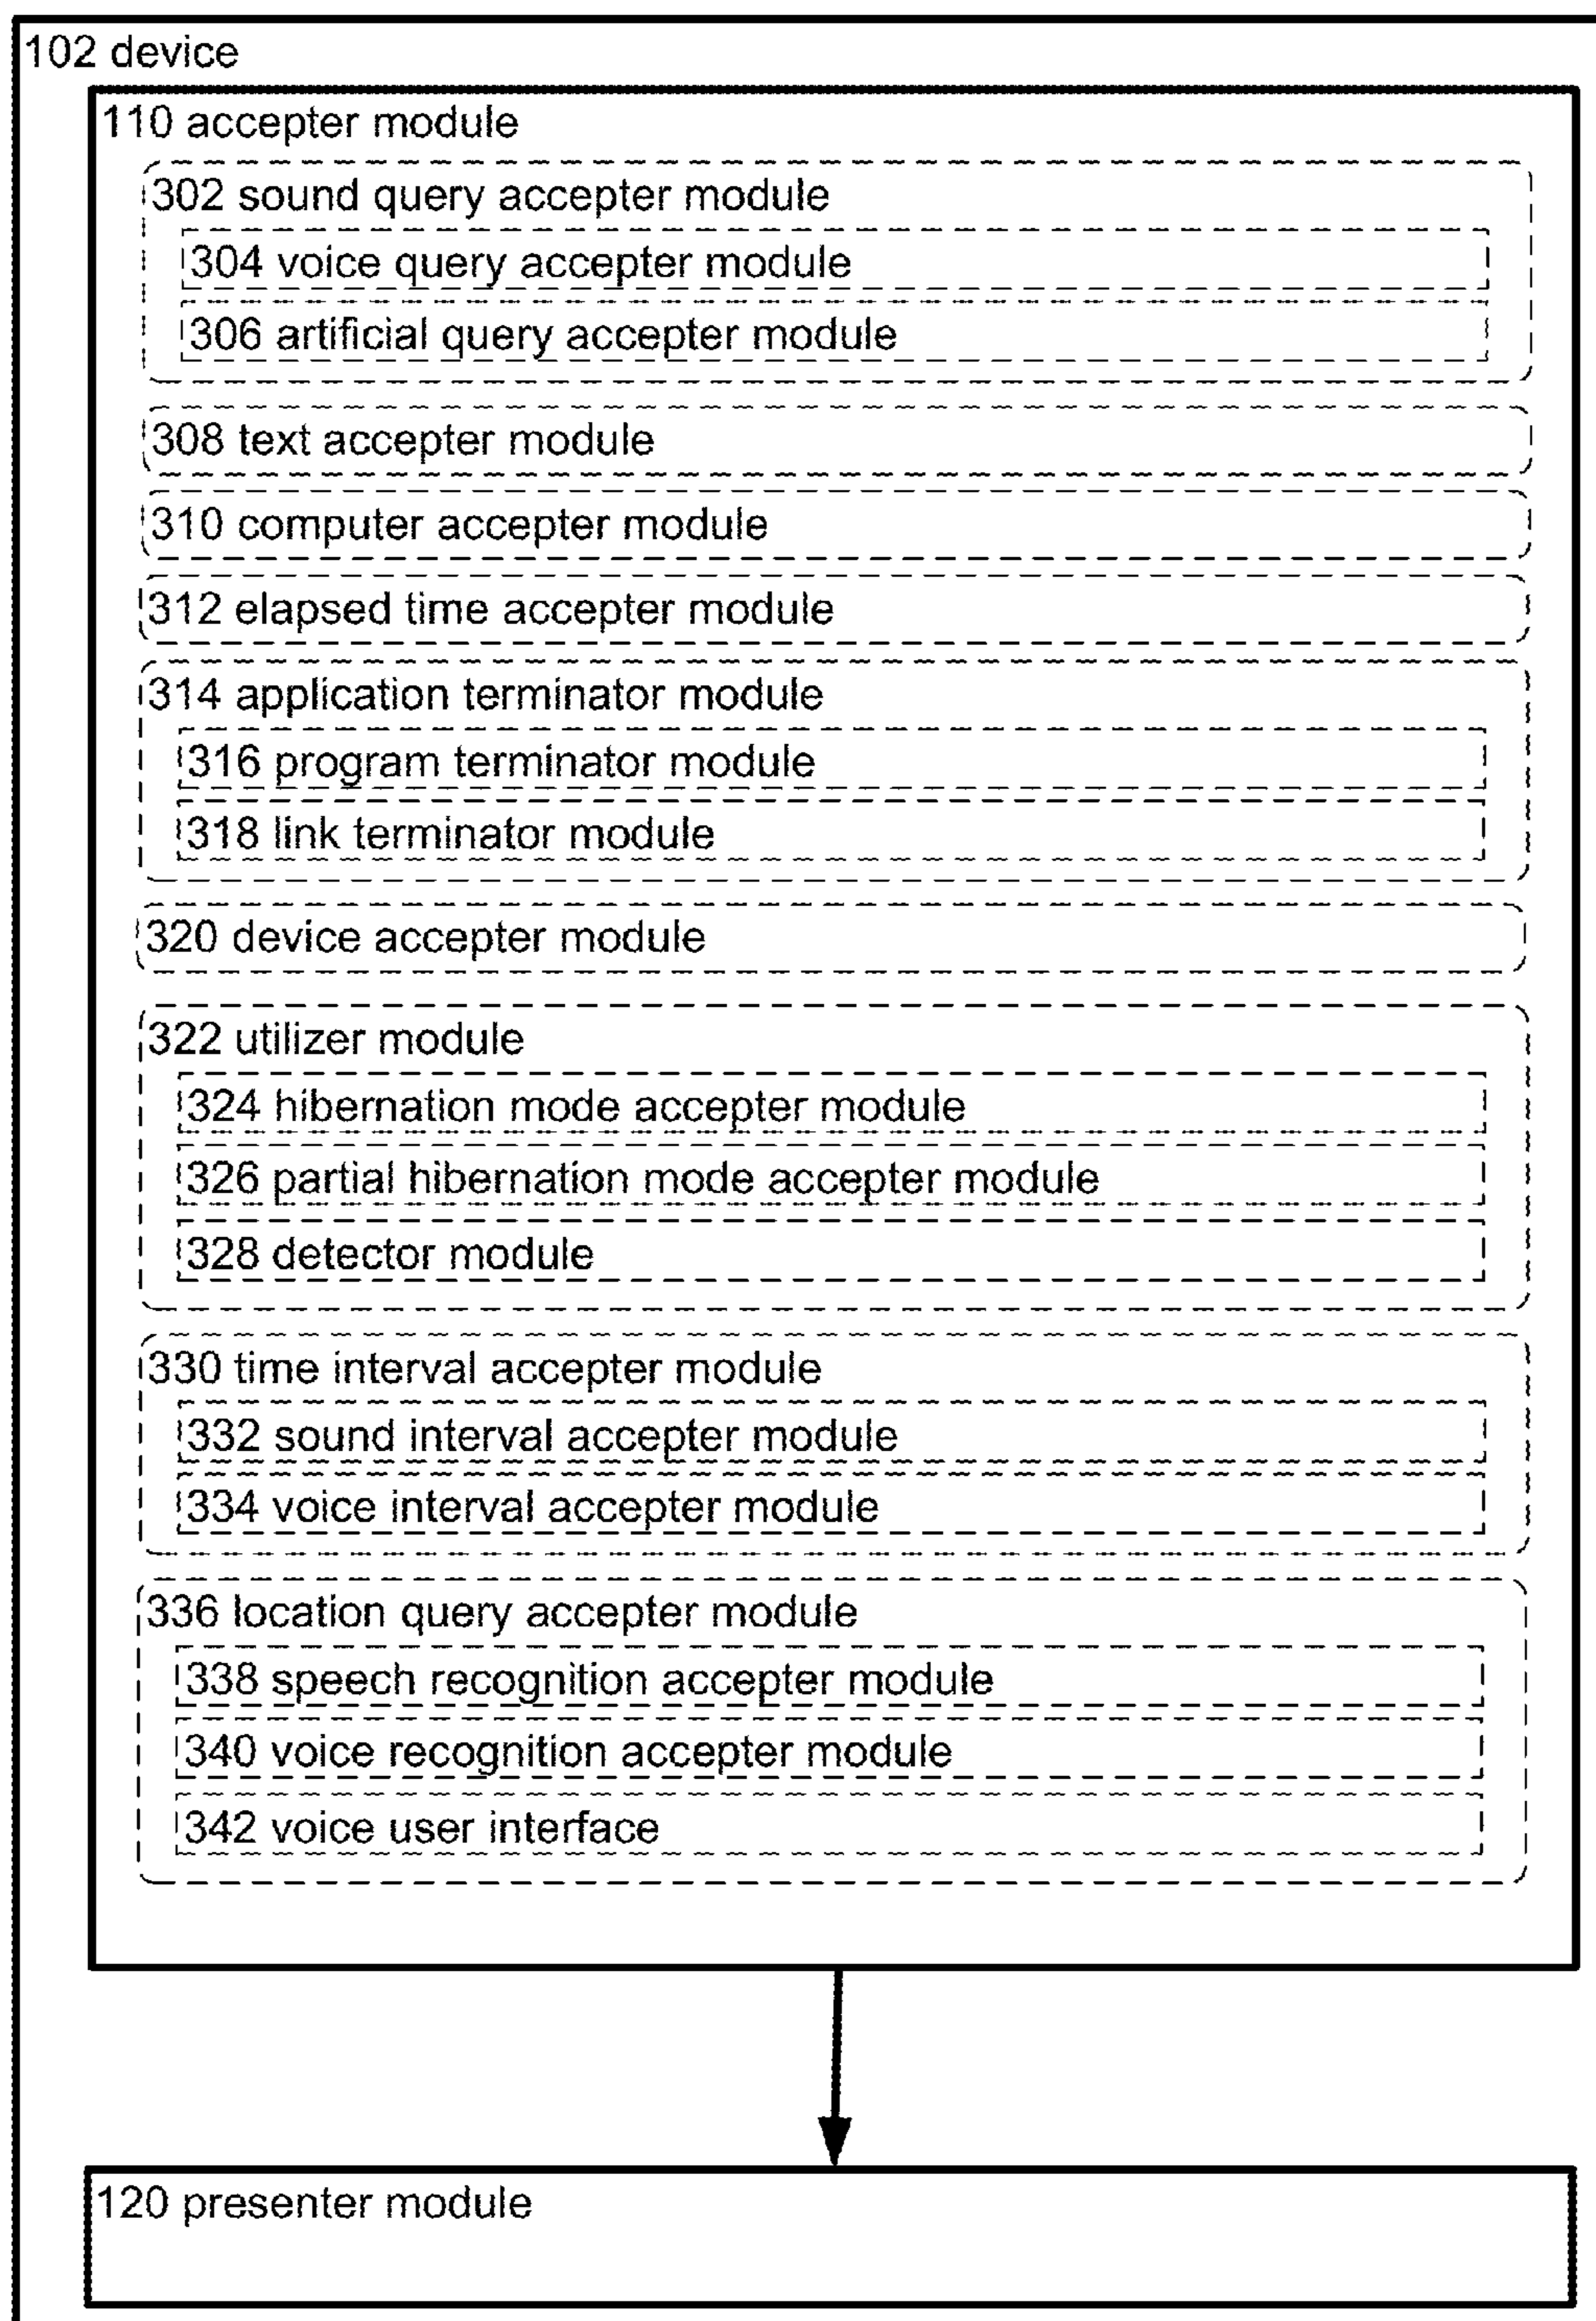 102 device
110 accepter module
302 sound query accepter module
304 voice query accepter module
306 artificial query accepter module
308 text accepter module
310 computer accepter module
312 elapsed time accepter module
314 application terminator module
316 program terminator module
318 link terminator module
320 device accepter module
322 utilizer module
324 hibernation mode accepter module
326 partial hibernation mode accepter module
328 detector module
330 time interval accepter module
332 sound interval accepter module
334 voice interval accepter module
336 location query accepter module
338 speech recognition accepter module
340 voice recognition accepter module
342 voice user interface
120 presenter module